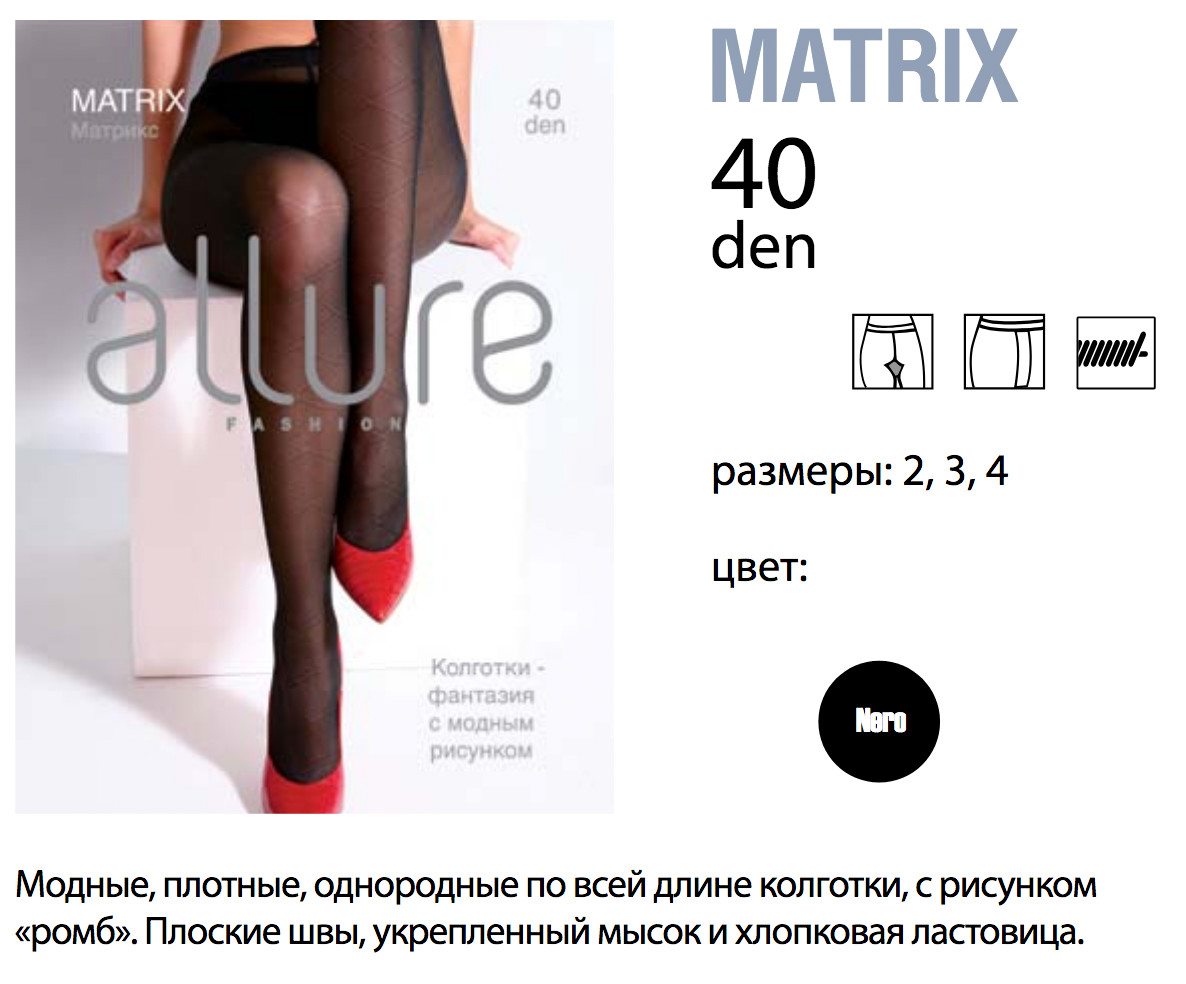 MATRIX
Матрикс
40
den
allure
FASHION
Колготки -
фантазия
с модным
рисунком
MATRIX
40
den
размеры: 2, 3, 4
цвет:
Nero
Модные, плотные, однородные по всей длине колготки, с рисунком
«ромб». Плоские швы, укрепленный мысок и хлопковая ластовица.